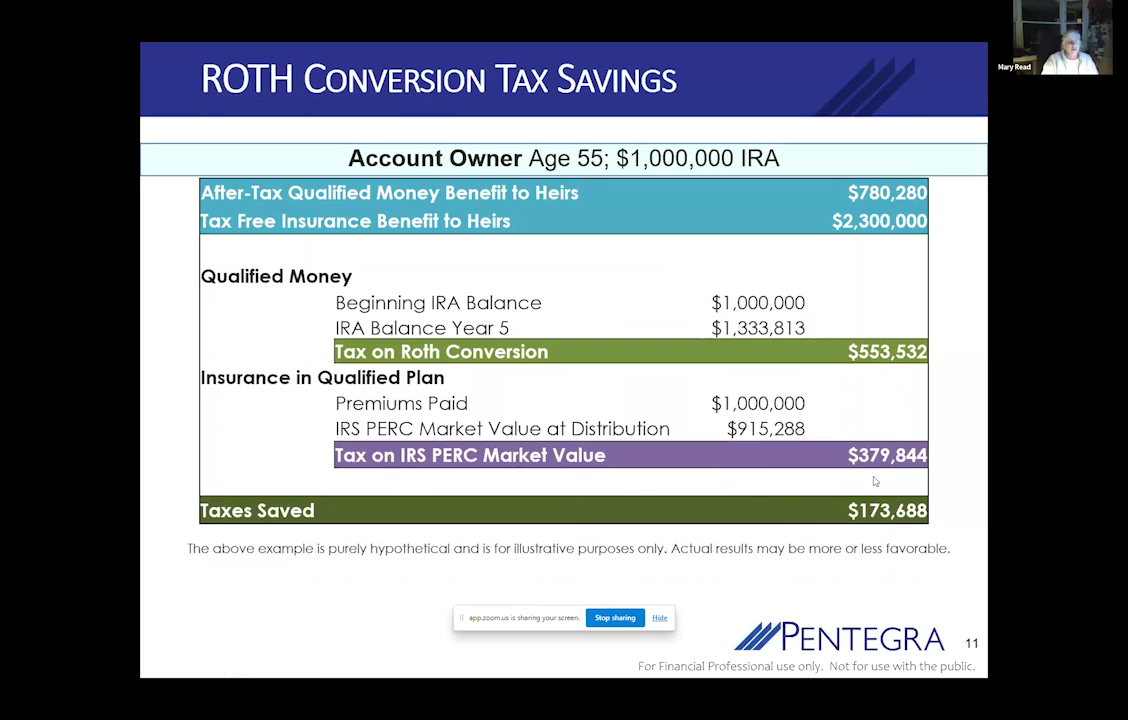 Mary Read
ROTH CONVERSION TAX SAVINGS
Account Owner Age 55; $1,000,000 IRA
After-Tax Qualified Money Benefit to Heirs $780,280
Tax Free Insurance Benefit to Heirs $2,300,000
Qualified Money
Beginning IRA Balance $1,000,000
IRA Balance Year 5 $1,333,813
Tax on Roth Conversion $553,532
Insurance in Qualified Plan
Premiums Paid $1,000,000
IRS PERC Market Value at Distribution $915,288
Tax on IRS PERC Market Value $379,844
Taxes Saved $173,688
The above example is purely hypothetical and is for illustrative purposes only. Actual results may be more or less favorable.
app.zoom.us is sharing your screen. Stop sharing Hide
PENTEGRA 11
For Financial Professional use only. Not for use with the public.